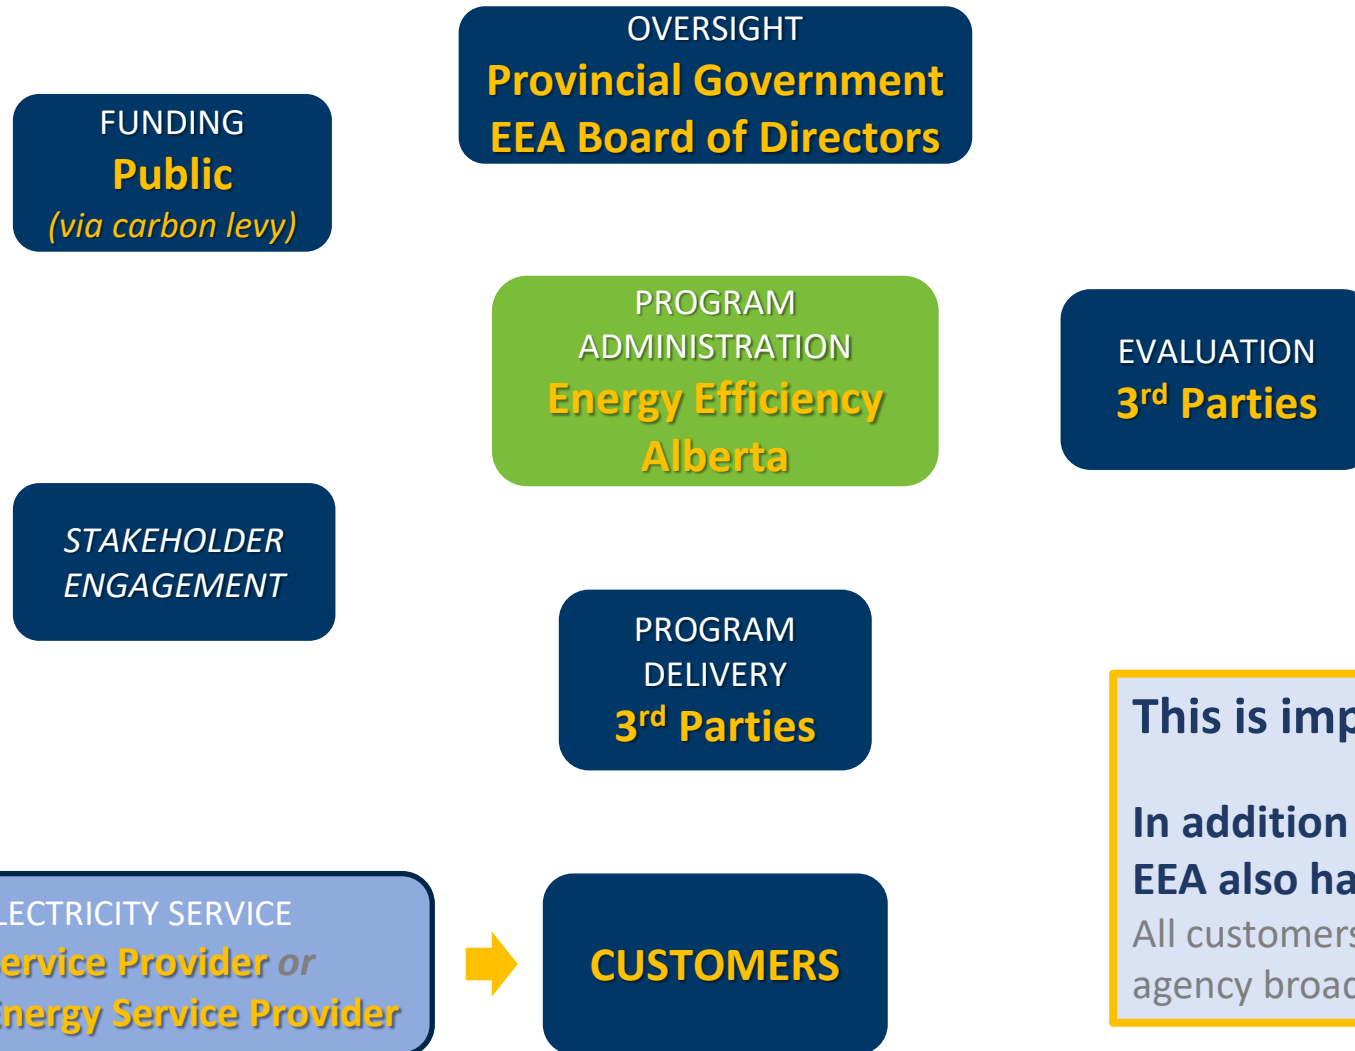 OVERSIGHT
Provincial Government
EEA Board of Directors
FUNDING
Public
(via carbon levy)
PROGRAM
ADMINISTRATION
Energy Efficiency
Alberta
EVALUATION
3rd Parties
STAKEHOLDER
ENGAGEMENT
PROGRAM
DELIVERY
3rd Parties
This is imp
In addition
EEA also ha
All customers
agency broad
LECTRICITY SERVICE
ervice Provider or
nergy Service Provider
CUSTOMERS